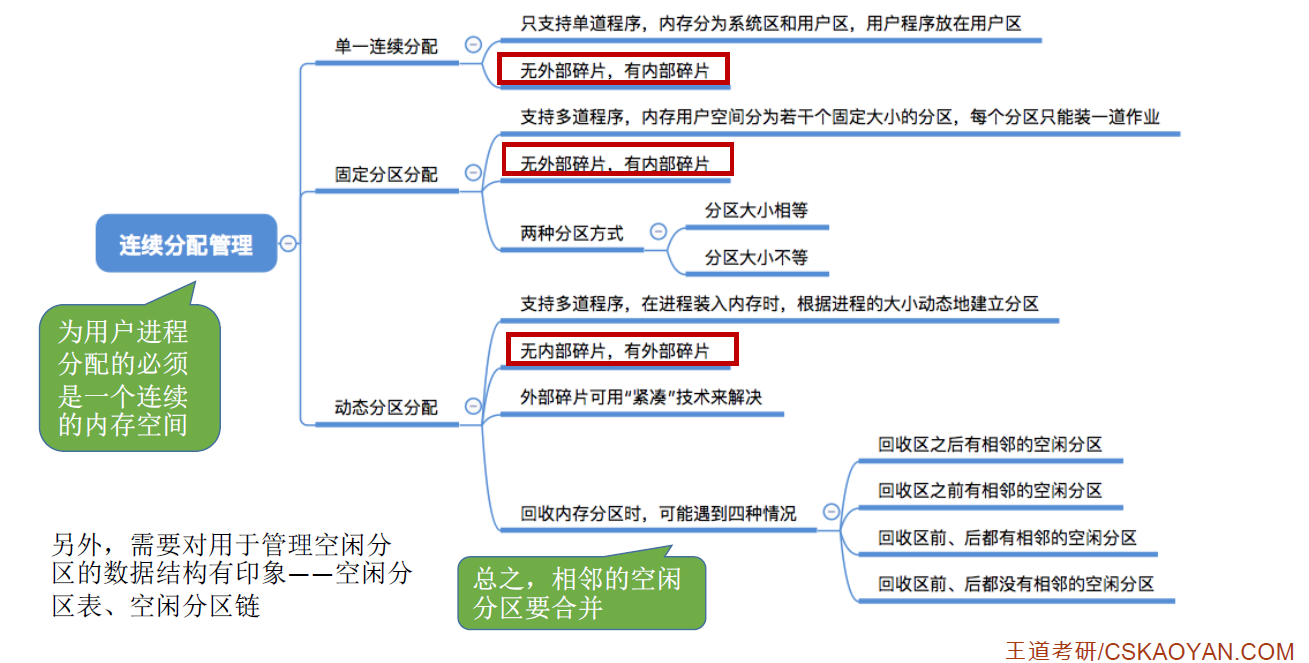 只支持单道程序，内存分为系统区和用户区，用户程序放在用户区
单一连续分配
无外部碎片，有内部碎片
支持多道程序，内存用户空间分为若干个固定大小的分区，每个分区只能装一道作业
无外部碎片，有内部碎片
固定分区分配
分区大小相等
两种分区方式
分区大小不等
连续分配管理
支持多道程序，在进程装入内存时，根据进程的大小动态地建立分区
为用户进程
分配的必须
是一个连续
的内存空间
无内部碎片，有外部碎片
外部碎片可用“紧凑”技术来解决
动态分区分配
回收区之后有相邻的空闲分区
回收区之前有相邻的空闲分区
回收内存分区时，可能遇到四种情况
回收区前、后都有相邻的空闲分区
回收区前、后都没有相邻的空闲分区
另外，需要对用于管理空闲分
区的数据结构有印象——空闲分
区表、空闲分区链
总之，相邻的空闲
分区要合并
王道考研/CSKAOYAN.COM